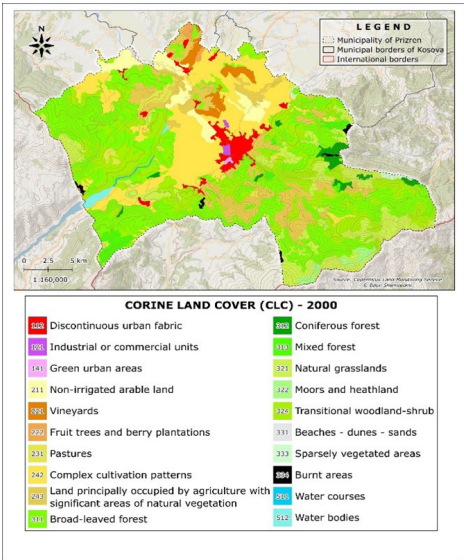 N
LEGEND
Municipality of Prizren
Municipal borders of Kosova
International borders
0 2.5 5 km
1:160,000
Source: Copernicus Land Monitoring Service
CORINE LAND COVER (CLC) - 2000
112 Discontinuous urban fabric
121 Industrial or commercial units
141 Green urban areas
211 Non-irrigated arable land
221 Vineyards
222 Fruit trees and berry plantations
231 Pastures
242 Complex cultivation patterns
243 Land principally occupied by agriculture with
significant areas of natural vegetation
311 Broad-leaved forest
312 Coniferous forest
313 Mixed forest
321 Natural grasslands
322 Moors and heathland
324 Transitional woodland-shrub
331 Beaches - dunes - sands
333 Sparsely vegetated areas
334 Burnt areas
511 Water courses
512 Water bodies